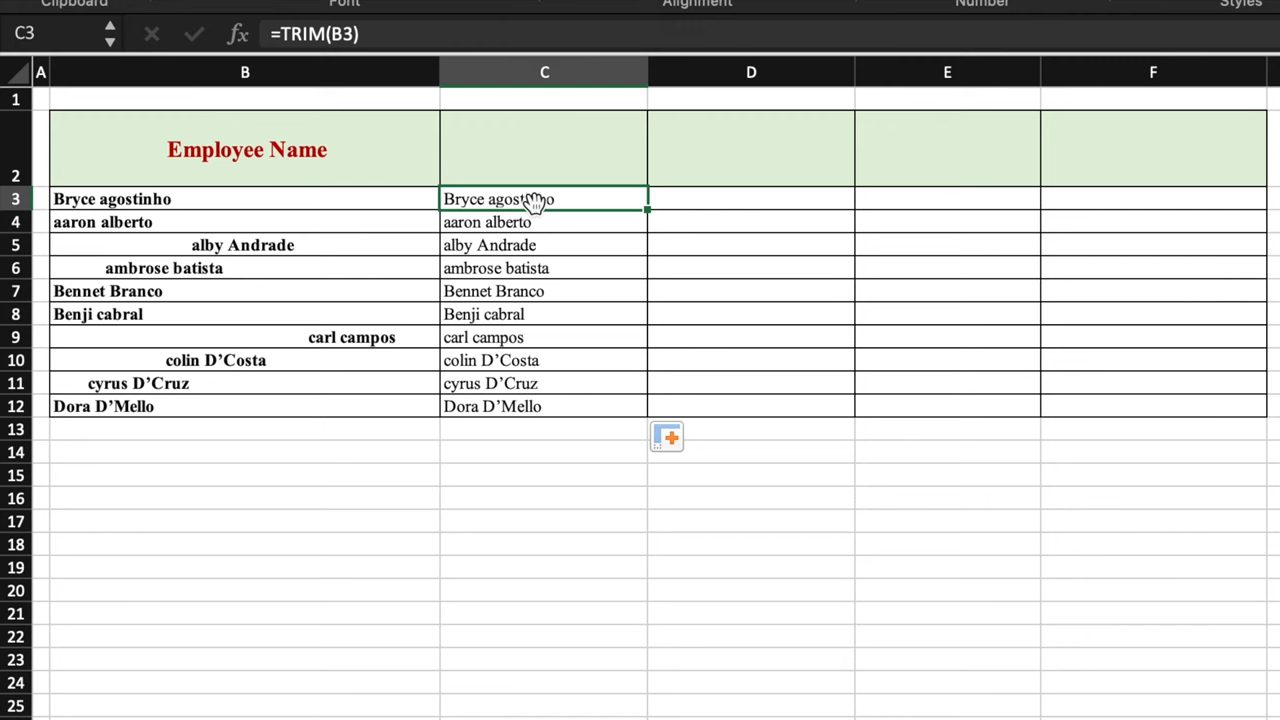 Clipboard Font Alignment Number Styles
C3 fx =TRIM(B3)
A B C D E F
1
2 Employee Name
3 Bryce agostinho Bryce agostinho
4 aaron alberto aaron alberto
5 alby Andrade alby Andrade
6 ambrose batista ambrose batista
7 Bennet Branco Bennet Branco
8 Benji cabral Benji cabral
9 carl campos carl campos
10 colin D’Costa colin D’Costa
11 cyrus D’Cruz cyrus D’Cruz
12 Dora D’Mello Dora D’Mello
13
14
15
16
17
18
19
20
21
22
23
24
25